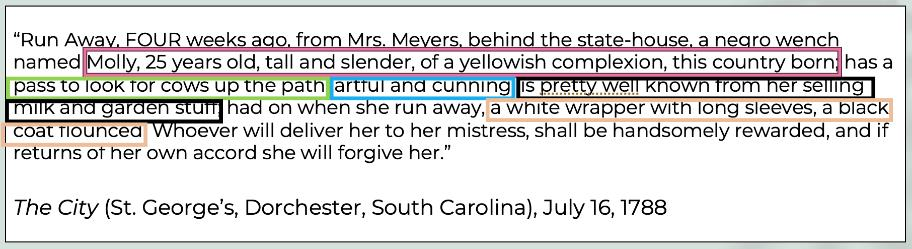 “Run Away, FOUR weeks ago, from Mrs. Meyers, behind the state-house, a negro wench
named Molly, 25 years old, tall and slender, of a yellowish complexion, this country born; has a
pass to look for cows up the path artful and cunning is pretty well known from her selling
milk and garden stuff had on when she run away, a white wrapper with long sleeves, a black
coat flounced Whoever will deliver her to her mistress, shall be handsomely rewarded, and if
returns of her own accord she will forgive her.”
The City (St. George’s, Dorchester, South Carolina), July 16, 1788